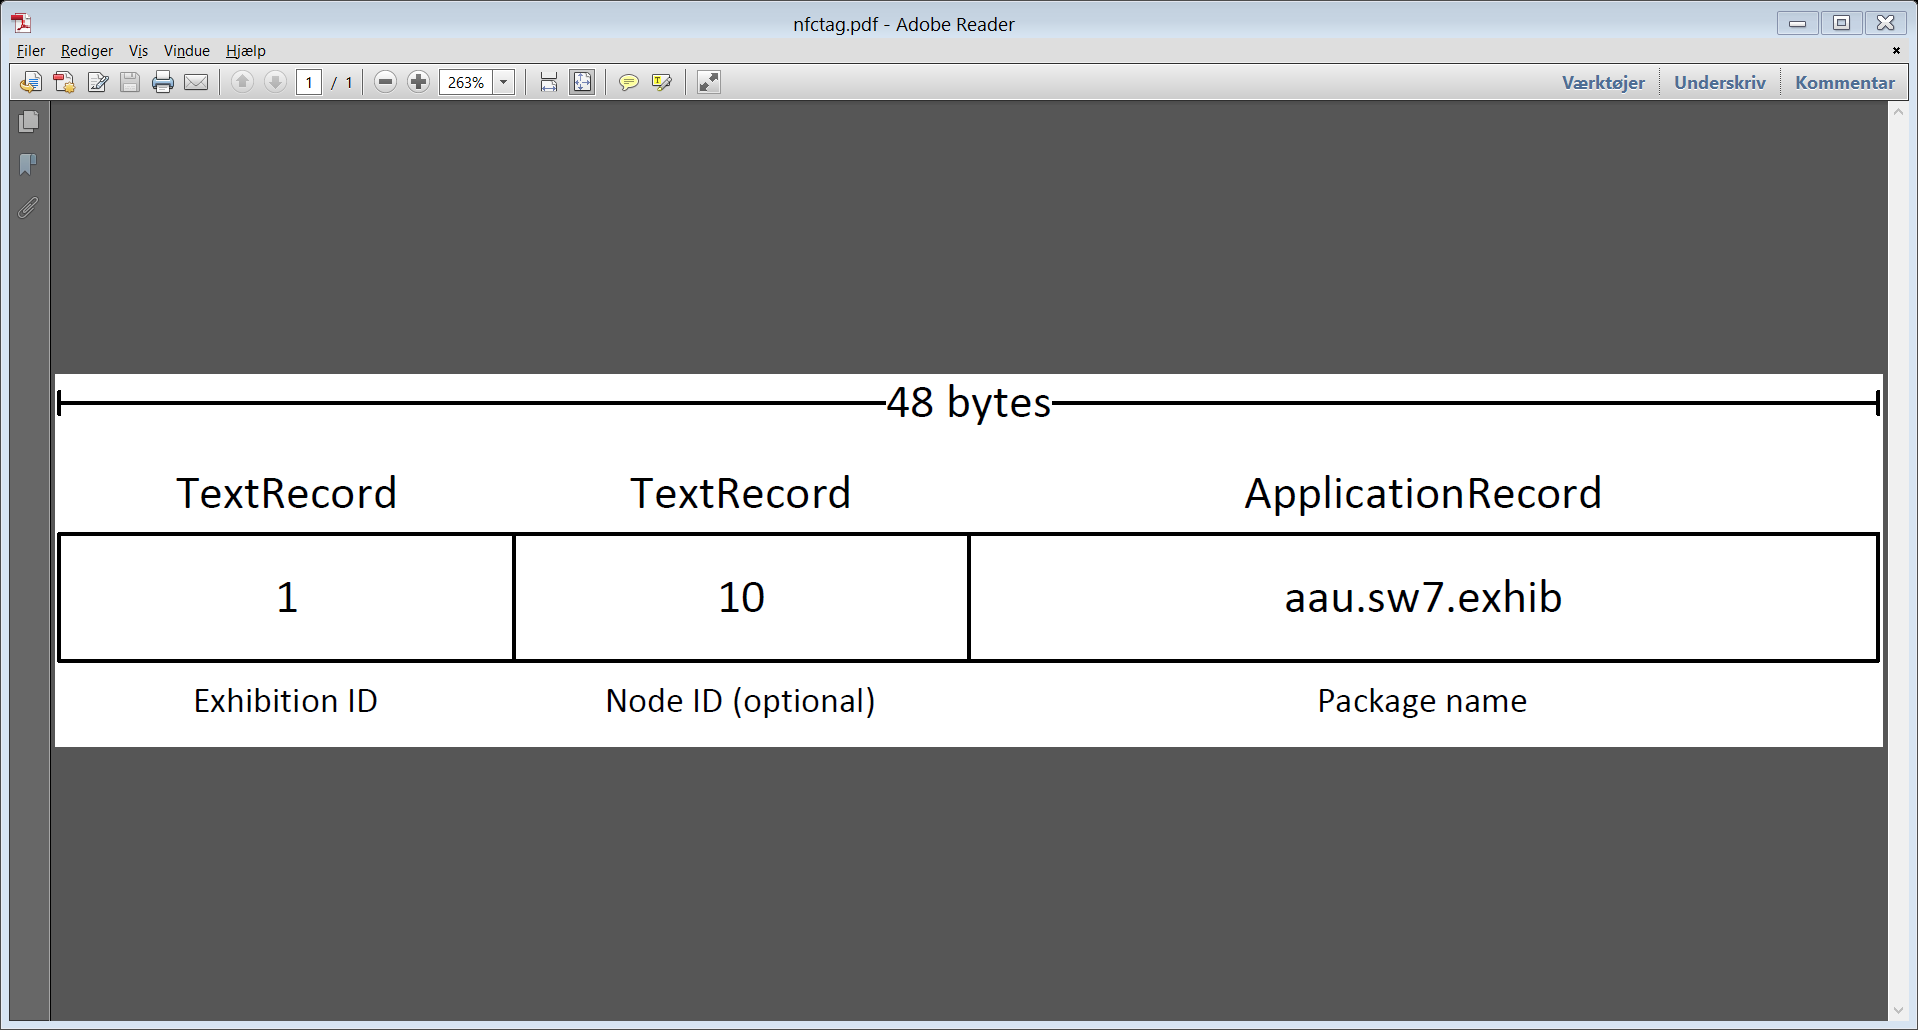 nfctag.pdf - Adobe Reader
Filer Rediger Vis Vindue Hjælp
1 / 1 263% Værktøjer Underskriv Kommentar
48 bytes
TextRecord TextRecord ApplicationRecord
1 10 aau.sw7.exhib
Exhibition ID Node ID (optional) Package name